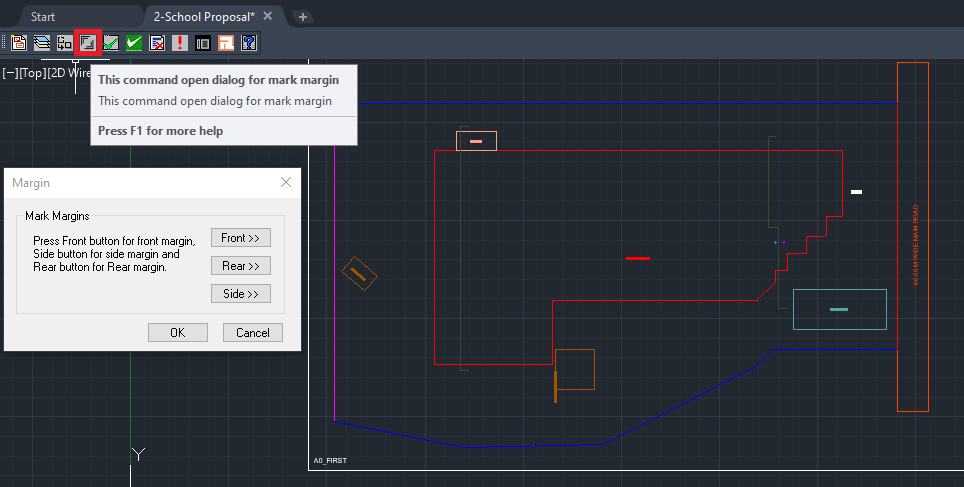 Start
2-School Proposal*
[−][Top][2D Wire
This command open dialog for mark margin
This command open dialog for mark margin
Press F1 for more help
Margin
Mark Margins
Press Front button for front margin,
Side button for side margin and
Rear button for Rear margin.
Front >>
Rear >>
Side >>
OK
Cancel
60.00 M WIDE MAIN ROAD
Y
A0_FIRST